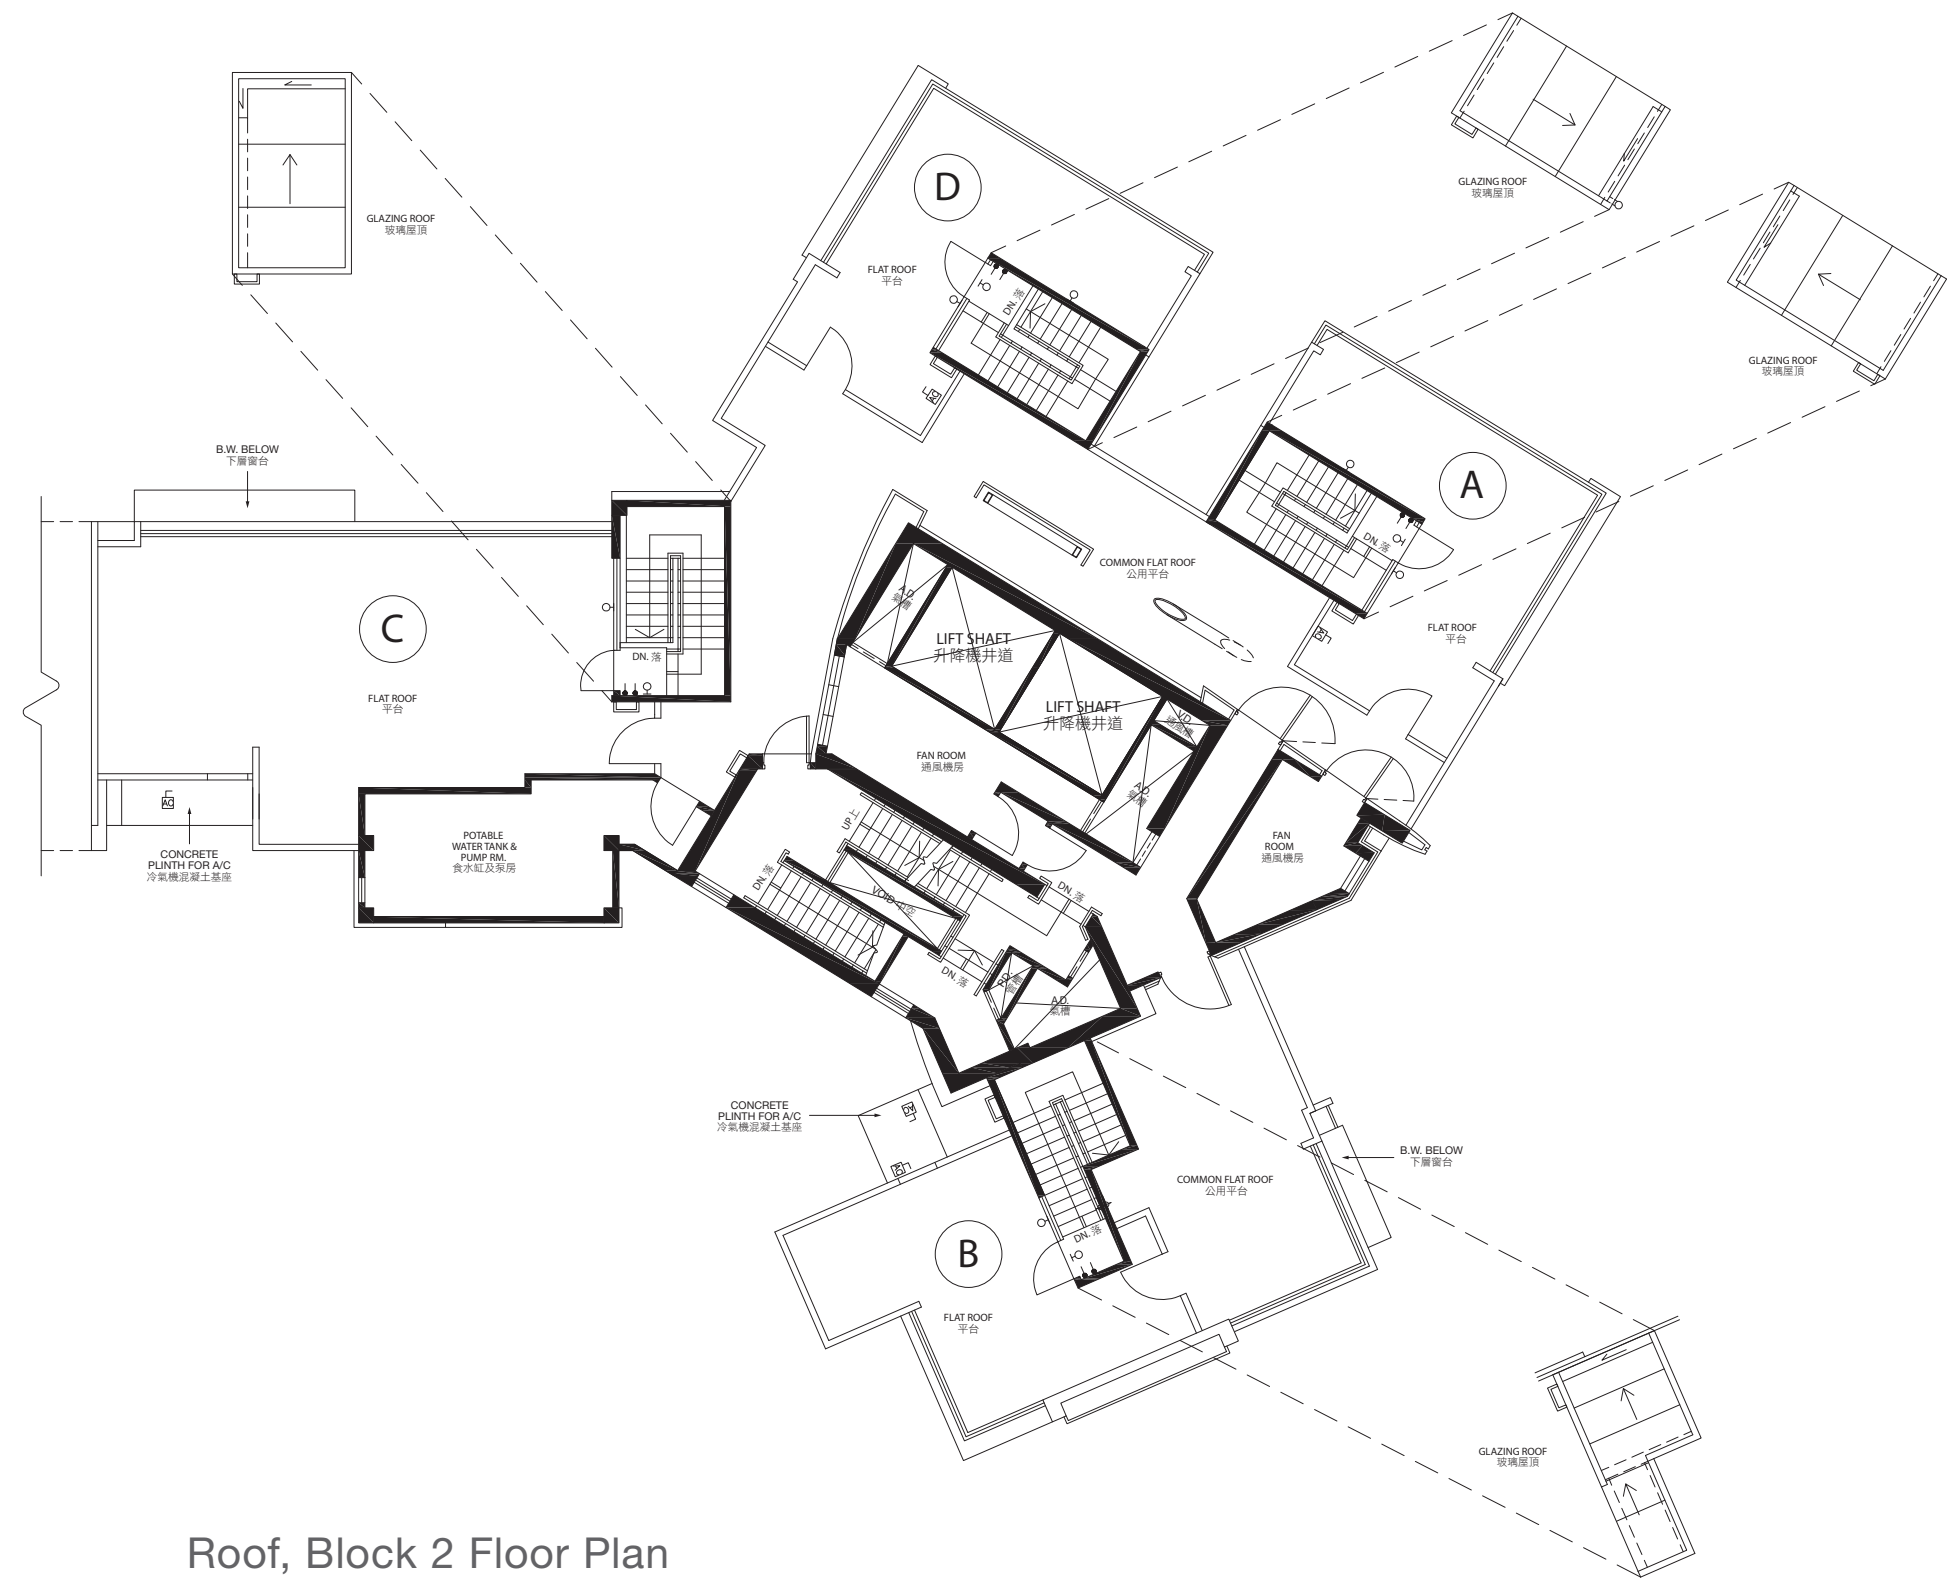 GLAZING ROOF
玻璃屋頂
GLAZING ROOF
玻璃屋頂
GLAZING ROOF
玻璃屋頂
D
FLAT ROOF
平台
DN. 落
AC
A
DN. 落
FLAT ROOF
平台
AC
B.W. BELOW
下層窗台
C
FLAT ROOF
平台
DN. 落
COMMON FLAT ROOF
公用平台
A.D.
氣槽
LIFT SHAFT
升降機井道
LIFT SHAFT
升降機井道
V.D.
通風槽
FAN ROOM
通風機房
A.D.
氣槽
FAN
ROOM
通風機房
AC
CONCRETE
PLINTH FOR A/C
冷氣機混凝土基座
POTABLE
WATER TANK &
PUMP RM.
食水缸及泵房
UP 上
DN. 落
VOID 中空
DN. 落
DN. 落
P.D.
管槽
A.D.
氣槽
CONCRETE
PLINTH FOR A/C
冷氣機混凝土基座
AC
AC
B.W. BELOW
下層窗台
COMMON FLAT ROOF
公用平台
DN. 落
B
FLAT ROOF
平台
GLAZING ROOF
玻璃屋頂
Roof, Block 2 Floor Plan